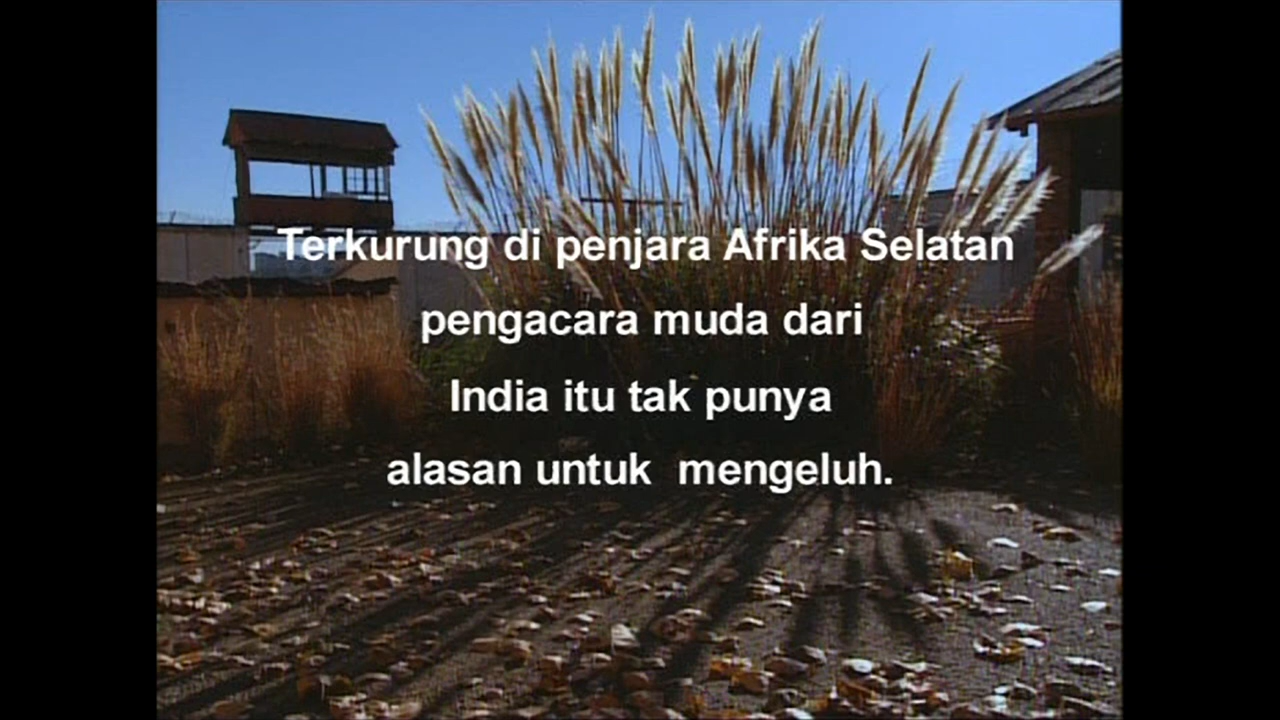 Terkurung di penjara Afrika Selatan
pengacara muda dari
India itu tak punya
alasan untuk  mengeluh.